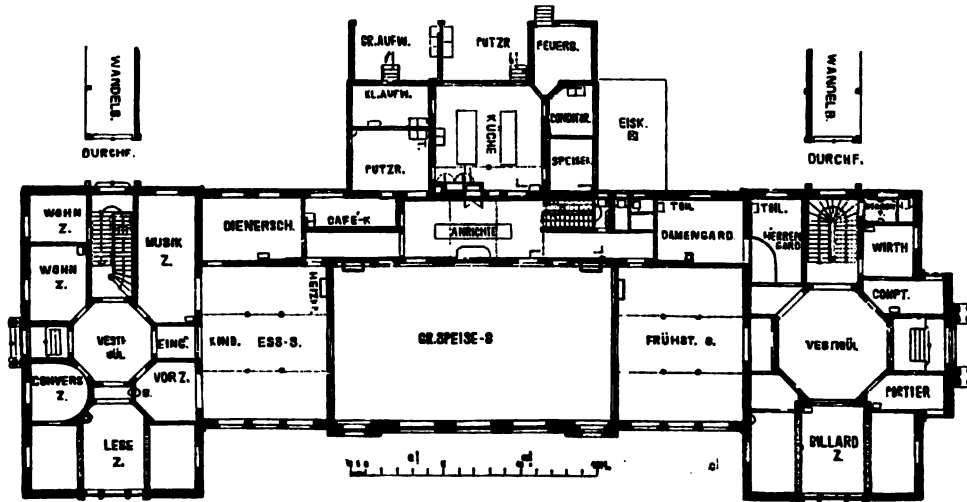 GR.AUFW.
PUTZR
FEUERG.
WANDELB.
WANDELB.
KL.AUFW.
KÜCHE
CONDITOR.
EISK.
SPEISEK.
PUTZR.
DURCHF.
DURCHF.
WOHN
Z.
MUSIK
Z.
DIENERSCH.
CAFÉ-K
ANRICHTE
TOIL.
DAMENGARD.
TOIL.
HERREN
GARD.
WIRTH
WOHN
Z.
COMPT.
VESTI-
BÜL
EING.
KIND.
ESS-S.
GR.SPEISE-S
FRÜHST. S.
VESTIBÜL
CONVERS
Z.
VOR Z.
PORTIER
LESE
Z.
BILLARD
Z.